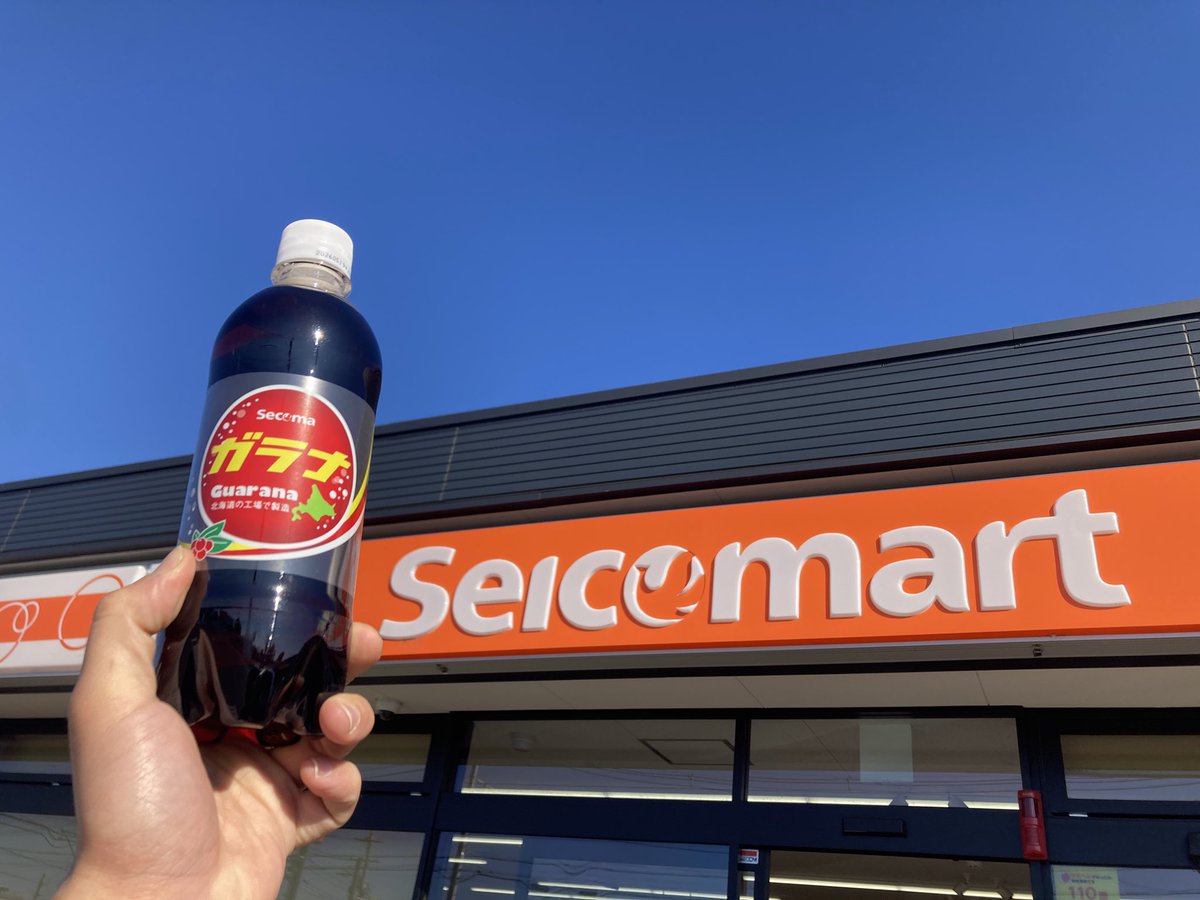 Secoma
ガラナ
Guarana
北海道の工場で製造
Seicomart
110